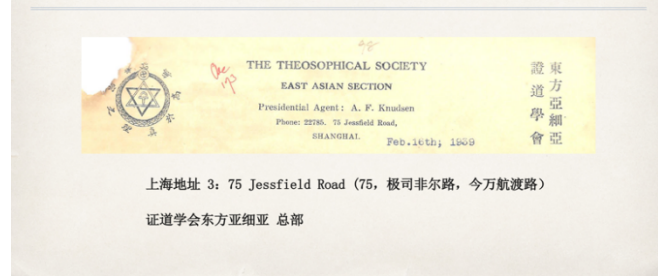 THE THEOSOPHICAL SOCIETY
EAST ASIAN SECTION
Presidential Agent: A. F. Knudsen
Phone: 22785. 75 Jessfield Road,
SHANGHAI.
Feb.16th; 1939
東方亞細亞
證道學會
上海地址 3: 75 Jessfield Road (75, 极司非尔路, 今万航渡路)
证道学会东方亚细亚 总部